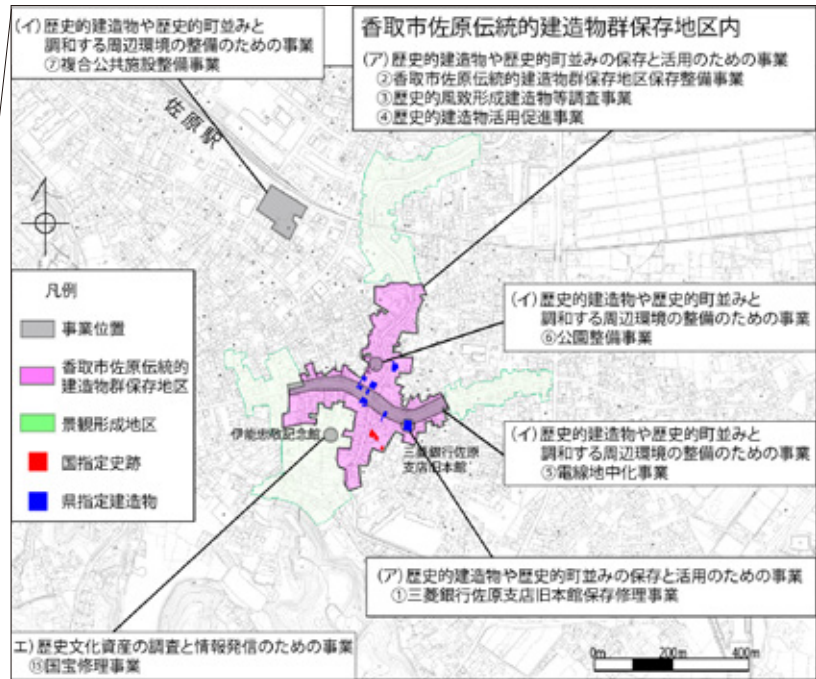 (イ) 歴史的建造物や歴史的町並みと
調和する周辺環境の整備のための事業
⑦複合公共施設整備事業
香取市佐原伝統的建造物群保存地区内
(ア) 歴史的建造物や歴史的町並みの保存と活用のための事業
②香取市佐原伝統的建造物群保存地区保存整備事業
③歴史的風致形成建造物等調査事業
④歴史的建造物活用促進事業
佐原駅
凡例
事業位置
香取市佐原伝統的
建造物群保存地区
景観形成地区
国指定史跡
県指定建造物
(イ) 歴史的建造物や歴史的町並みと
調和する周辺環境の整備のための事業
⑥公園整備事業
伊能忠敬記念館
三菱銀行佐原
支店旧本館
(イ) 歴史的建造物や歴史的町並みと
調和する周辺環境の整備のための事業
⑤電線地中化事業
(ア) 歴史的建造物や歴史的町並みの保存と活用のための事業
①三菱銀行佐原支店旧本館保存修理事業
エ) 歴史文化資産の調査と情報発信のための事業
⑮国宝修理事業
0m 200m 400m